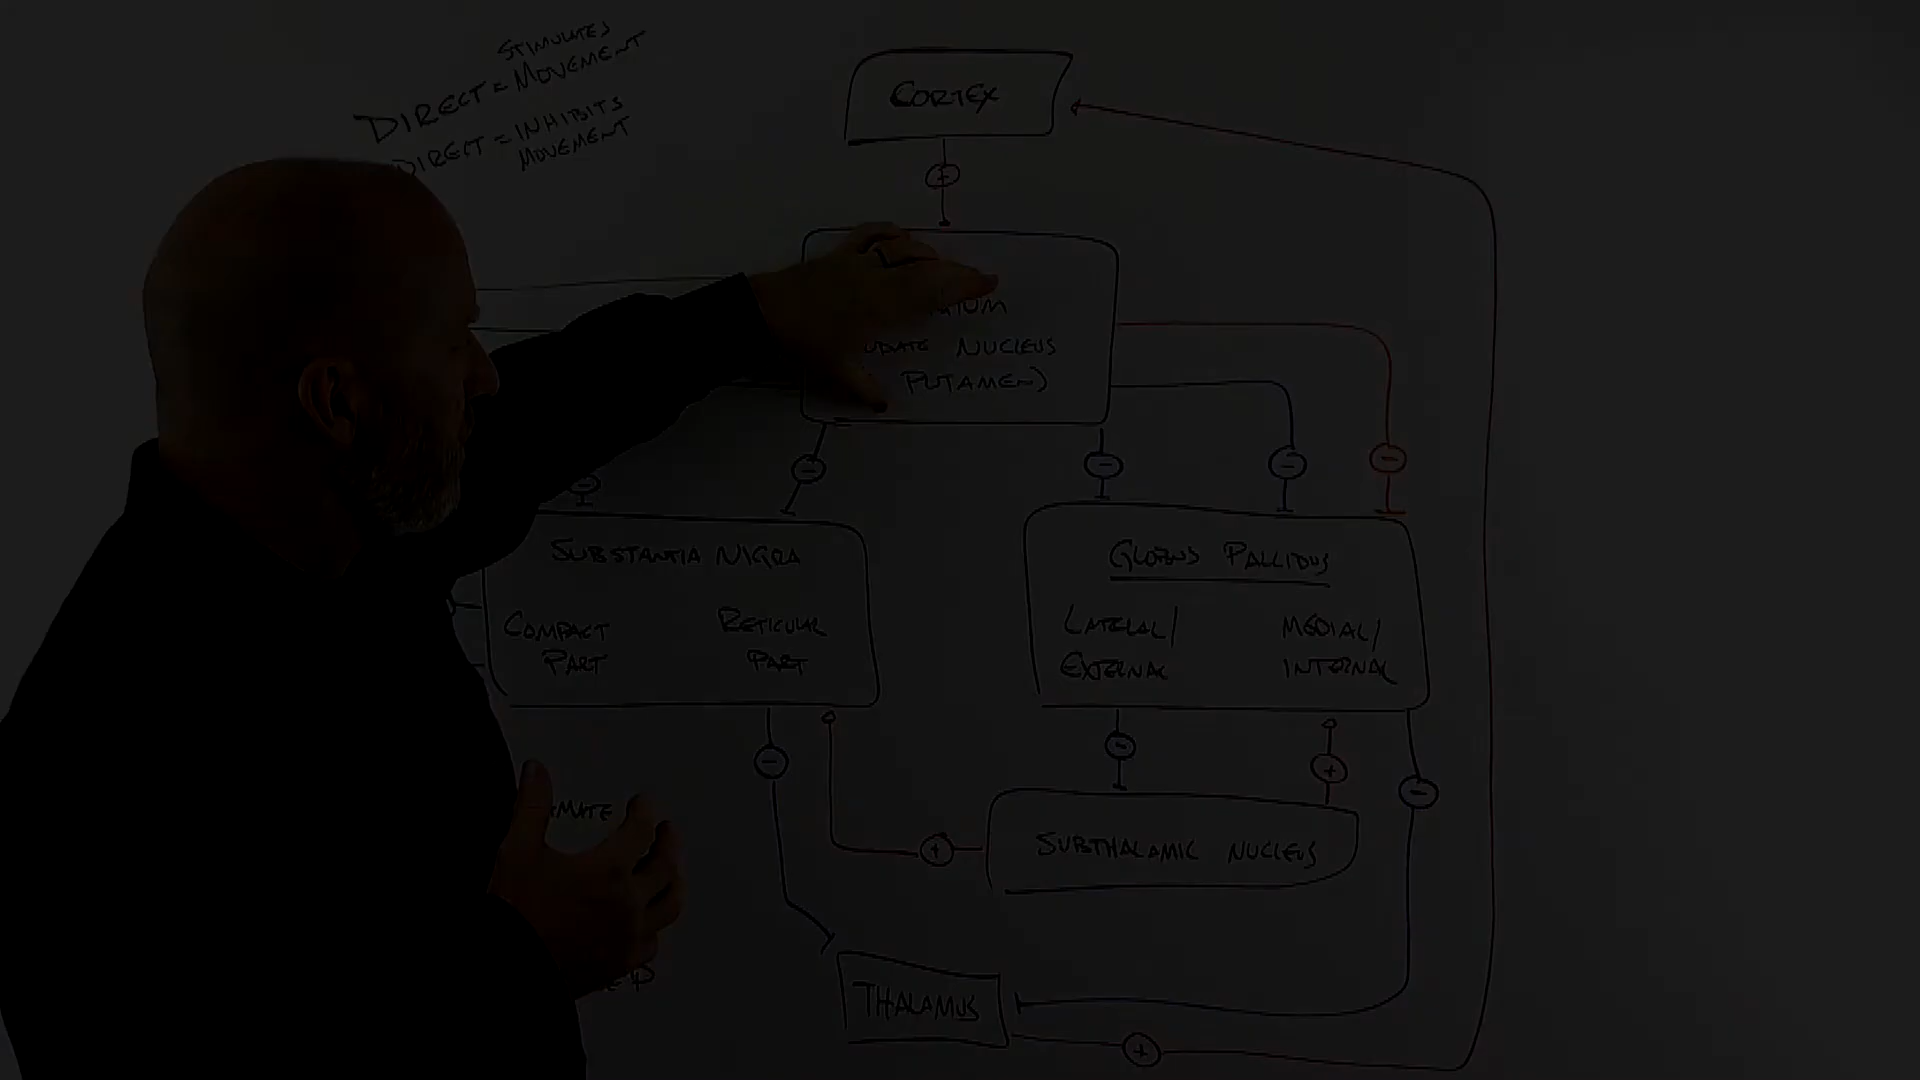 STIMULATES
DIRECT = MOVEMENT
DIRECT = INHIBITS
MOVEMENT
CORTEX
+
NUCLEUS
PUTAMEN)
- - - - -
SUBSTANTIA NIGRA
COMPACT
PART
RETICULAR
PART
GLOBUS PALLIDUS
LATERAL/
EXTERNAL
MEDIAL/
INTERNAL
- - + -
+
SUBTHALAMIC NUCLEUS
THALAMUS
+